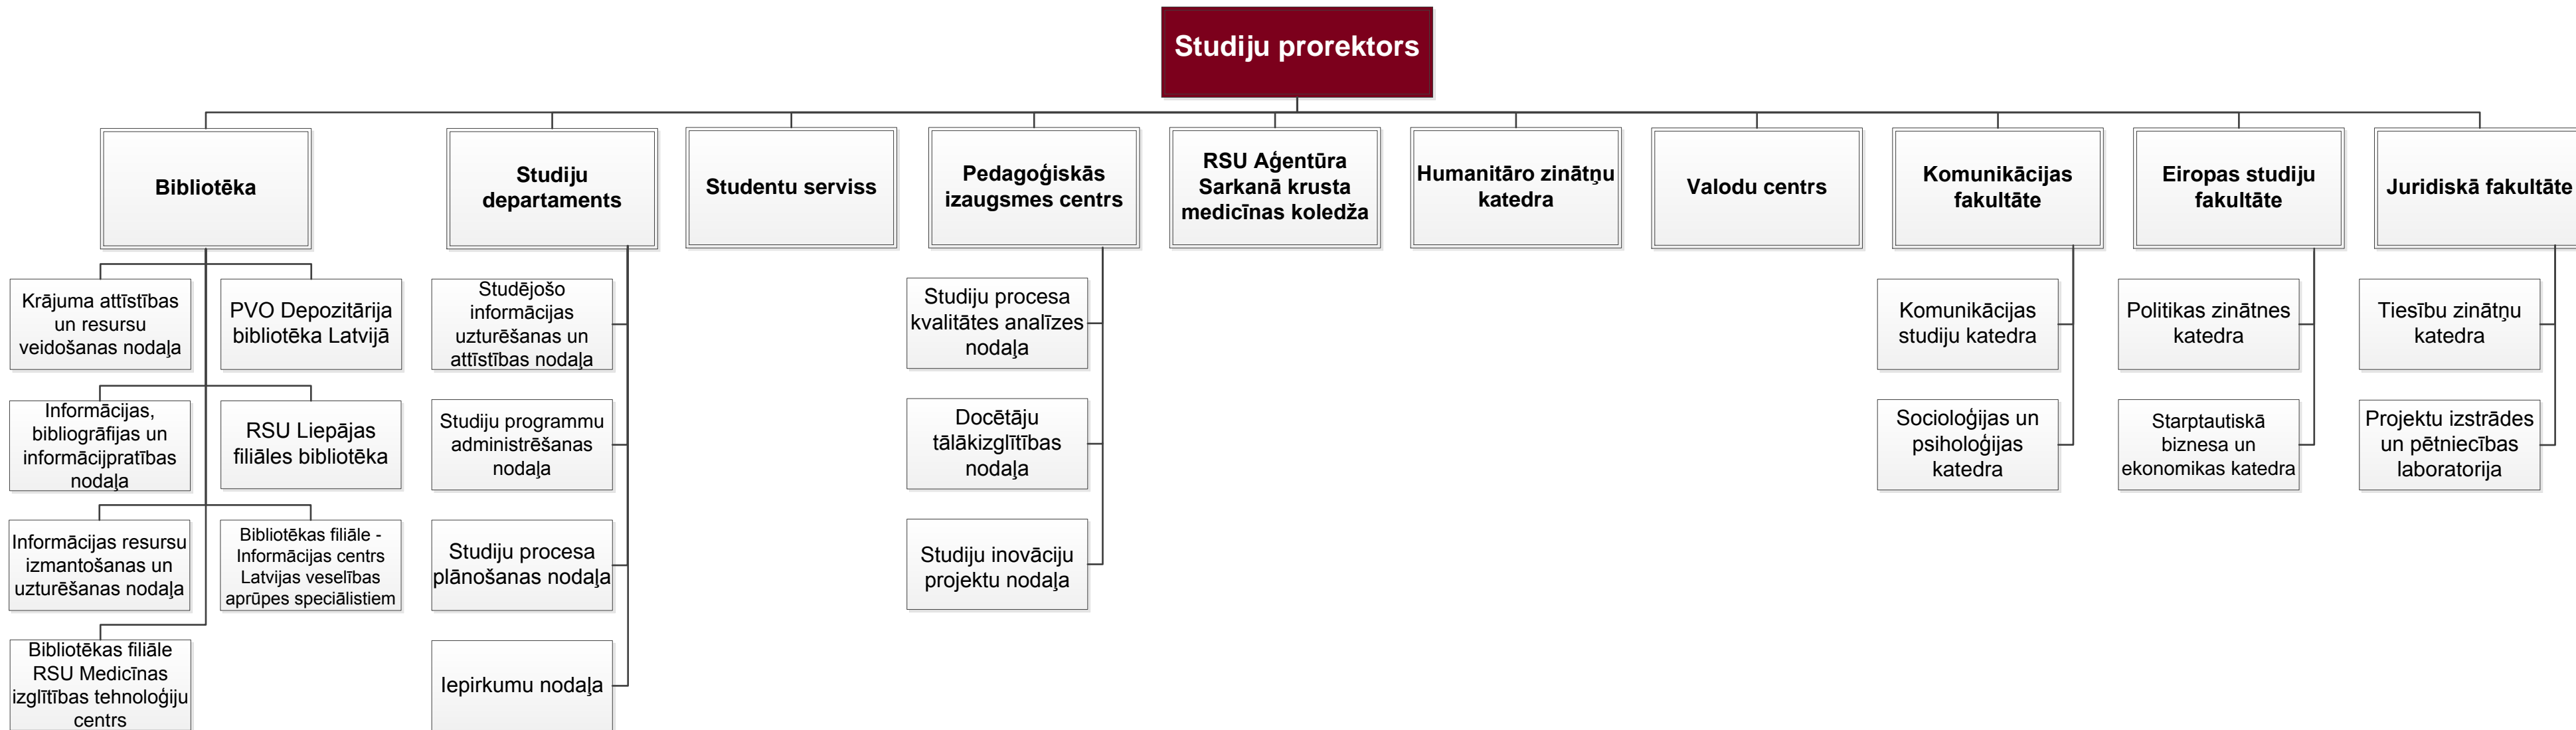 Studiju prorektors
Bibliotēka
Studiju
departaments
Studentu serviss
Pedagoģiskās
izaugsmes centrs
RSU Aģentūra
Sarkanā krusta
medicīnas koledža
Humanitāro zinātņu
katedra
Valodu centrs
Komunikācijas
fakultāte
Eiropas studiju
fakultāte
Juridiskā fakultāte
Krājuma attīstības
un resursu
veidošanas nodaļa
PVO Depozitārija
bibliotēka Latvijā
Informācijas,
bibliogrāfijas un
informācijpratības
nodaļa
RSU Liepājas
filiāles bibliotēka
Informācijas resursu
izmantošanas un
uzturēšanas nodaļa
Bibliotēkas filiāle -
Informācijas centrs
Latvijas veselības
aprūpes speciālistiem
Bibliotēkas filiāle
RSU Medicīnas
izglītības tehnoloģiju
centrs
Studējošo
informācijas
uzturēšanas un
attīstības nodaļa
Studiju programmu
administrēšanas
nodaļa
Studiju procesa
plānošanas nodaļa
Iepirkumu nodaļa
Studiju procesa
kvalitātes analīzes
nodaļa
Docētāju
tālākizglītības
nodaļa
Studiju inovāciju
projektu nodaļa
Komunikācijas
studiju katedra
Socioloģijas un
psiholoģijas
katedra
Politikas zinātnes
katedra
Starptautiskā
biznesa un
ekonomikas katedra
Tiesību zinātņu
katedra
Projektu izstrādes
un pētniecības
laboratorija